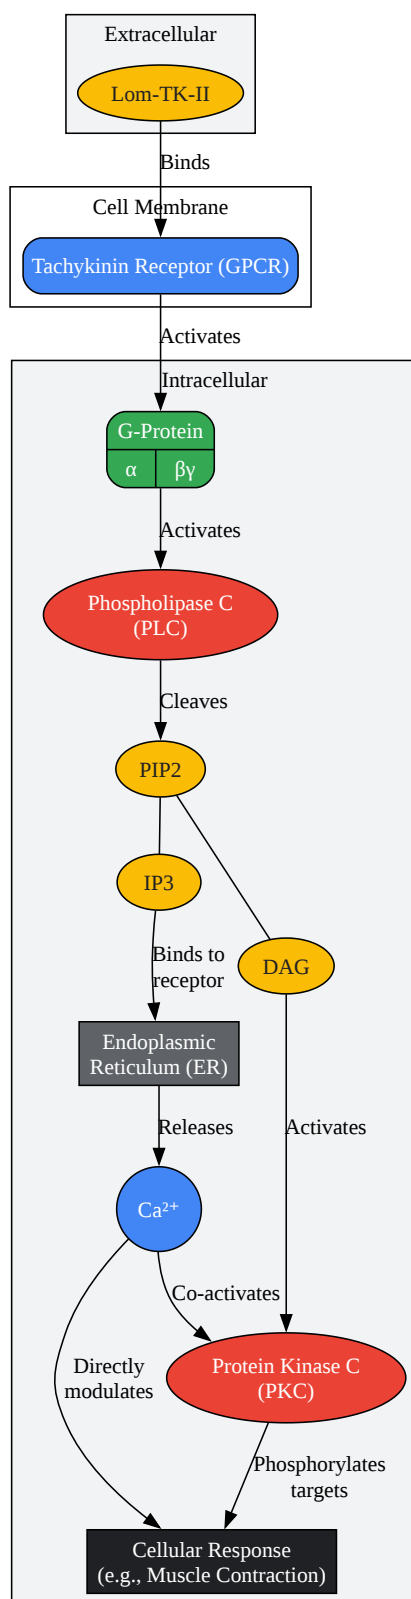 Extracellular
Lom-TK-II
Binds
Cell Membrane
Tachykinin Receptor (GPCR)
Activates
Intracellular
G-Protein
α
βγ
Activates
Phospholipase C
(PLC)
Cleaves
PIP2
IP3
DAG
Binds to
receptor
Endoplasmic
Reticulum (ER)
Releases
Activates
Ca²⁺
Co-activates
Directly
modulates
Protein Kinase C
(PKC)
Phosphorylates
targets
Cellular Response
(e.g., Muscle Contraction)